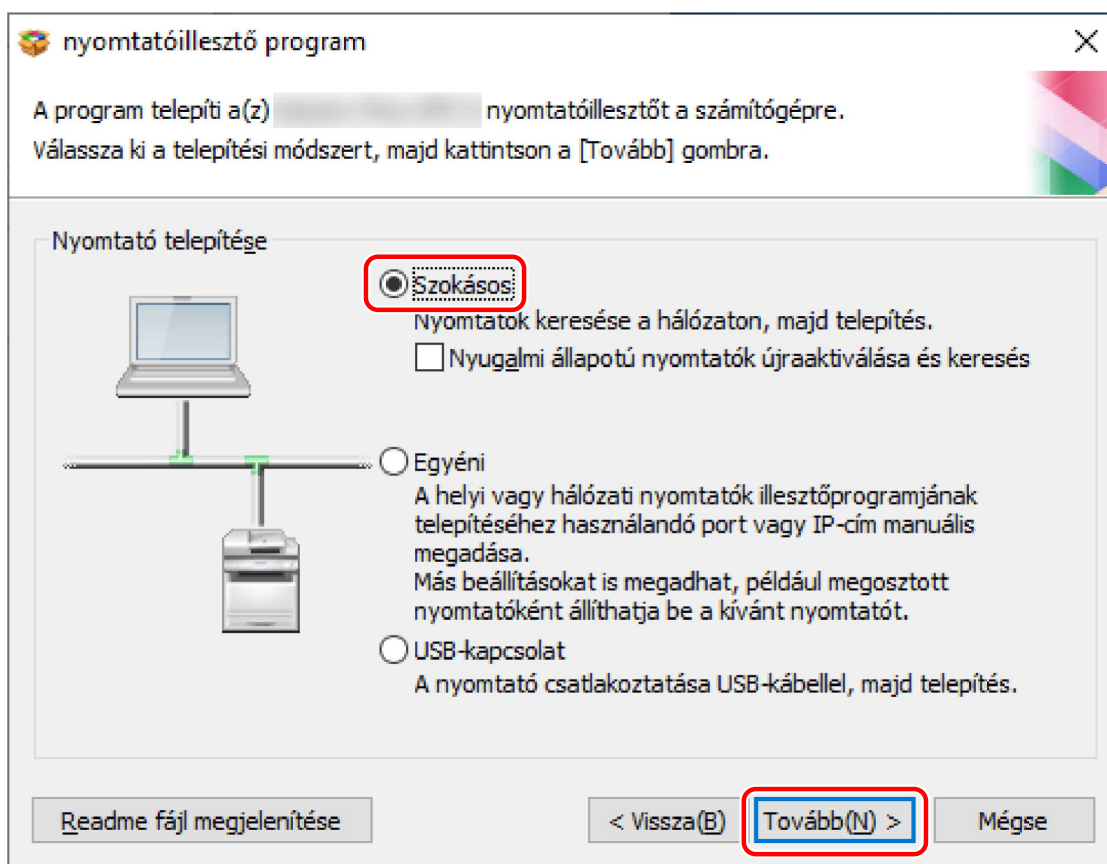 nyomtatóillesztő program
A program telepíti a(z) nyomtatóillesztőt a számítógépre.
Válassza ki a telepítési módszert, majd kattintson a [Tovább] gombra.
Nyomtató telepítése
Szokásos
Nyomtatók keresése a hálózaton, majd telepítés.
Nyugalmi állapotú nyomtatók újraaktiválása és keresés
Egyéni
A helyi vagy hálózati nyomtatók illesztőprogramjának
telepítéséhez használandó port vagy IP-cím manuális
megadása.
Más beállításokat is megadhat, például megosztott
nyomtatóként állíthatja be a kívánt nyomtatót.
USB-kapcsolat
A nyomtató csatlakoztatása USB-kábellel, majd telepítés.
Readme fájl megjelenítése
< Vissza(B)
Tovább(N) >
Mégse